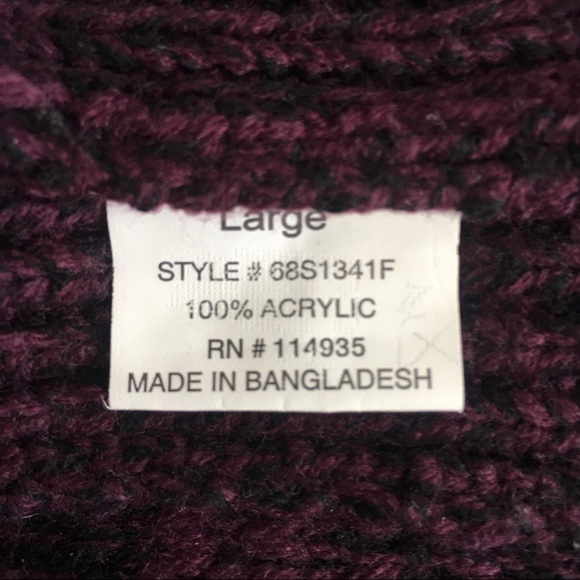 Large
STYLE # 68S1341F
100% ACRYLIC
RN # 114935
MADE IN BANGLADESH